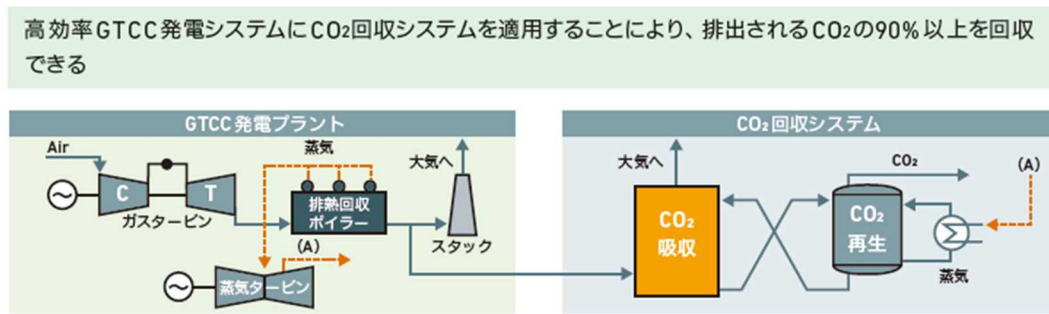 高効率GTCC発電システムにCO₂回収システムを適用することにより、排出されるCO₂の90%以上を回収
できる
GTCC発電プラント
Air
C
T
ガスタービン
蒸気
排熱回収
ボイラー
大気へ
スタック
(A)
蒸気タービン
CO₂回収システム
大気へ
CO₂
吸収
CO₂
CO₂
再生
(A)
蒸気